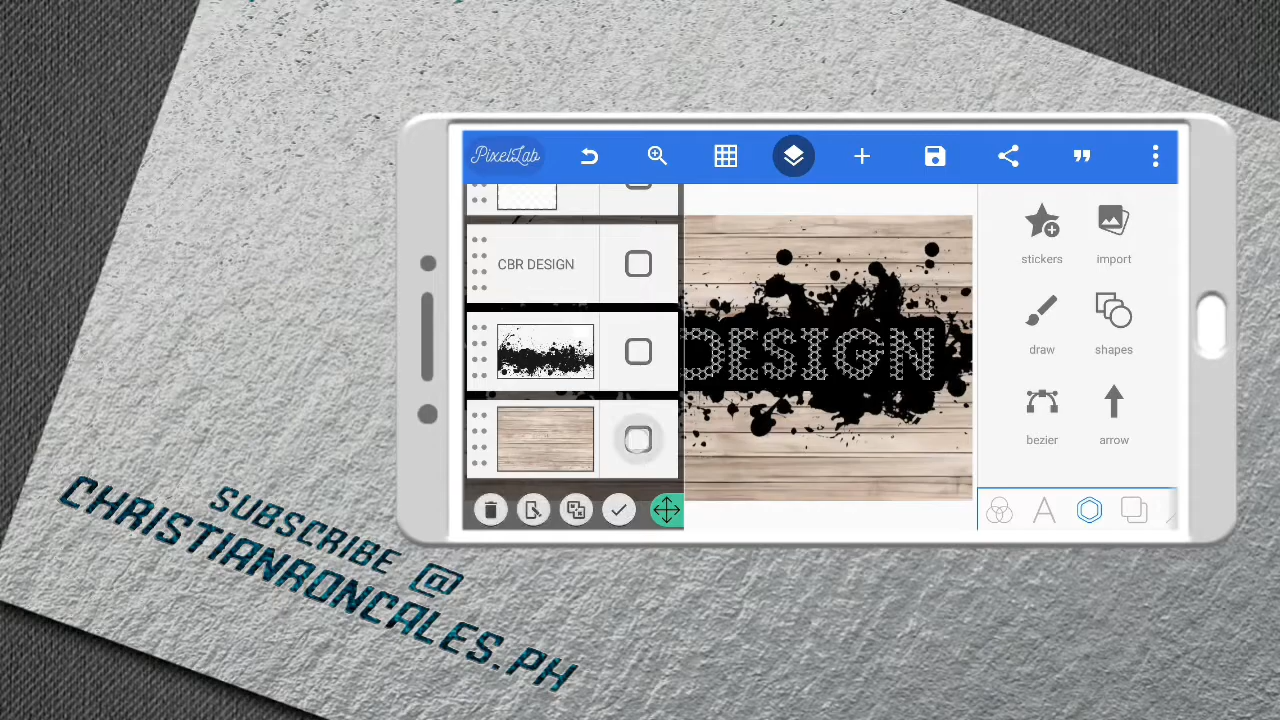 PixelLab
CBR DESIGN
DESIGN
stickers
import
draw
shapes
bezier
arrow
SUBSCRIBE @
CHRISTIANRONCALES.PH